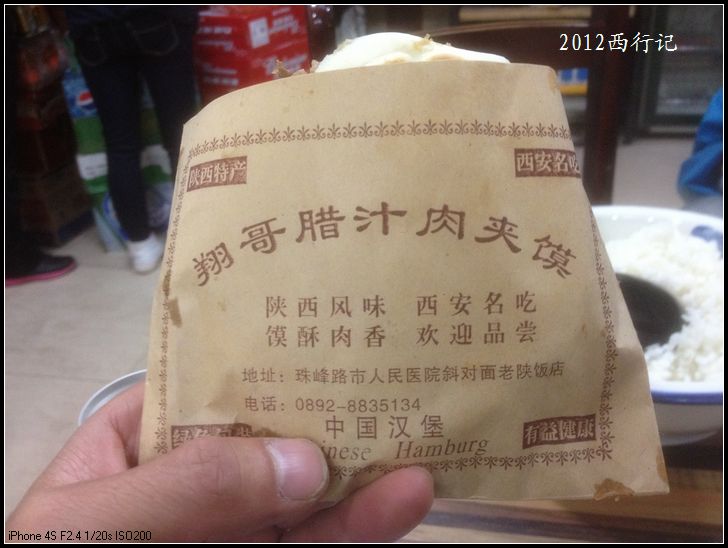 2012西行记
陕西特产
西安名吃
翔哥腊汁肉夹馍
陕西风味 西安名吃
馍酥肉香 欢迎品尝
地址：珠峰路市人民医院斜对面老陕饭店
电话：0892-8835134
中国汉堡
有益健康
Hamburg
iPhone 4S F2.4 1/20s ISO200